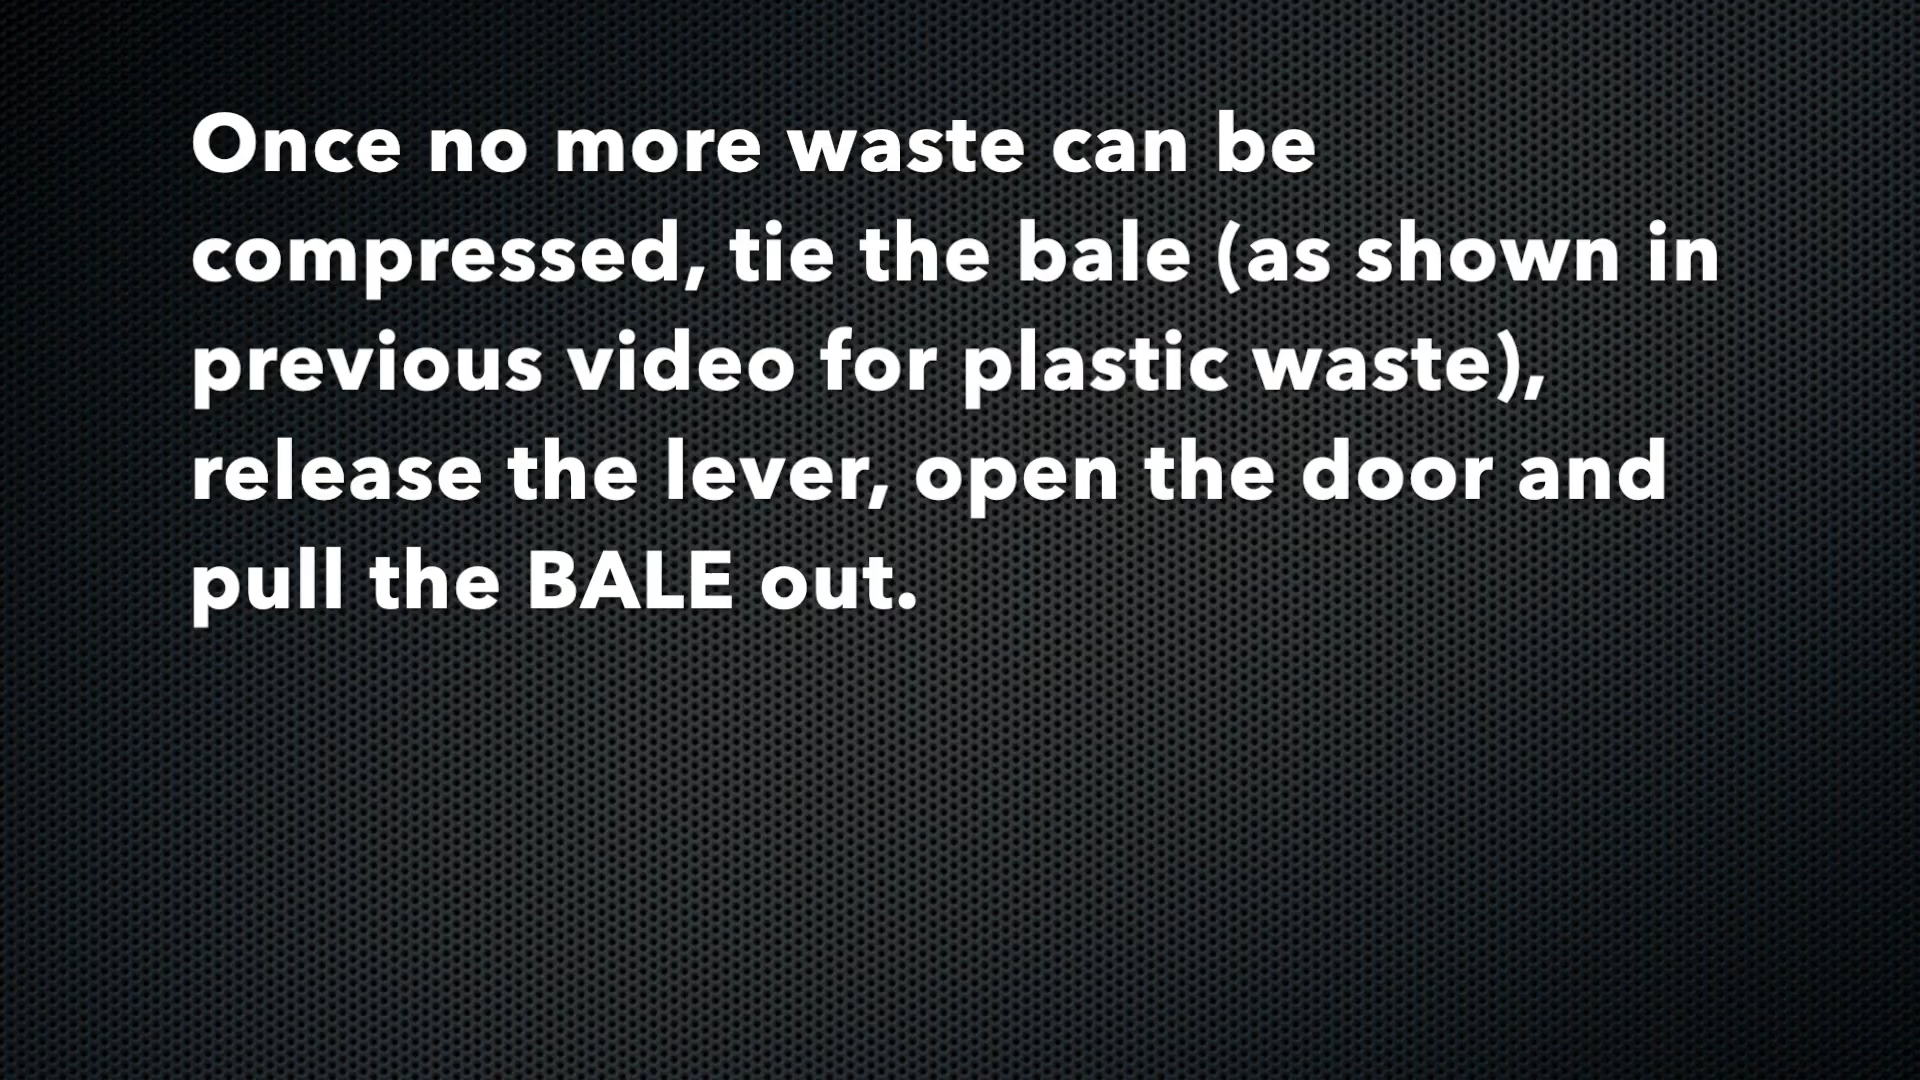 Once no more waste can be
compressed, tie the bale (as shown in
previous video for plastic waste),
release the lever, open the door and
pull the BALE out.